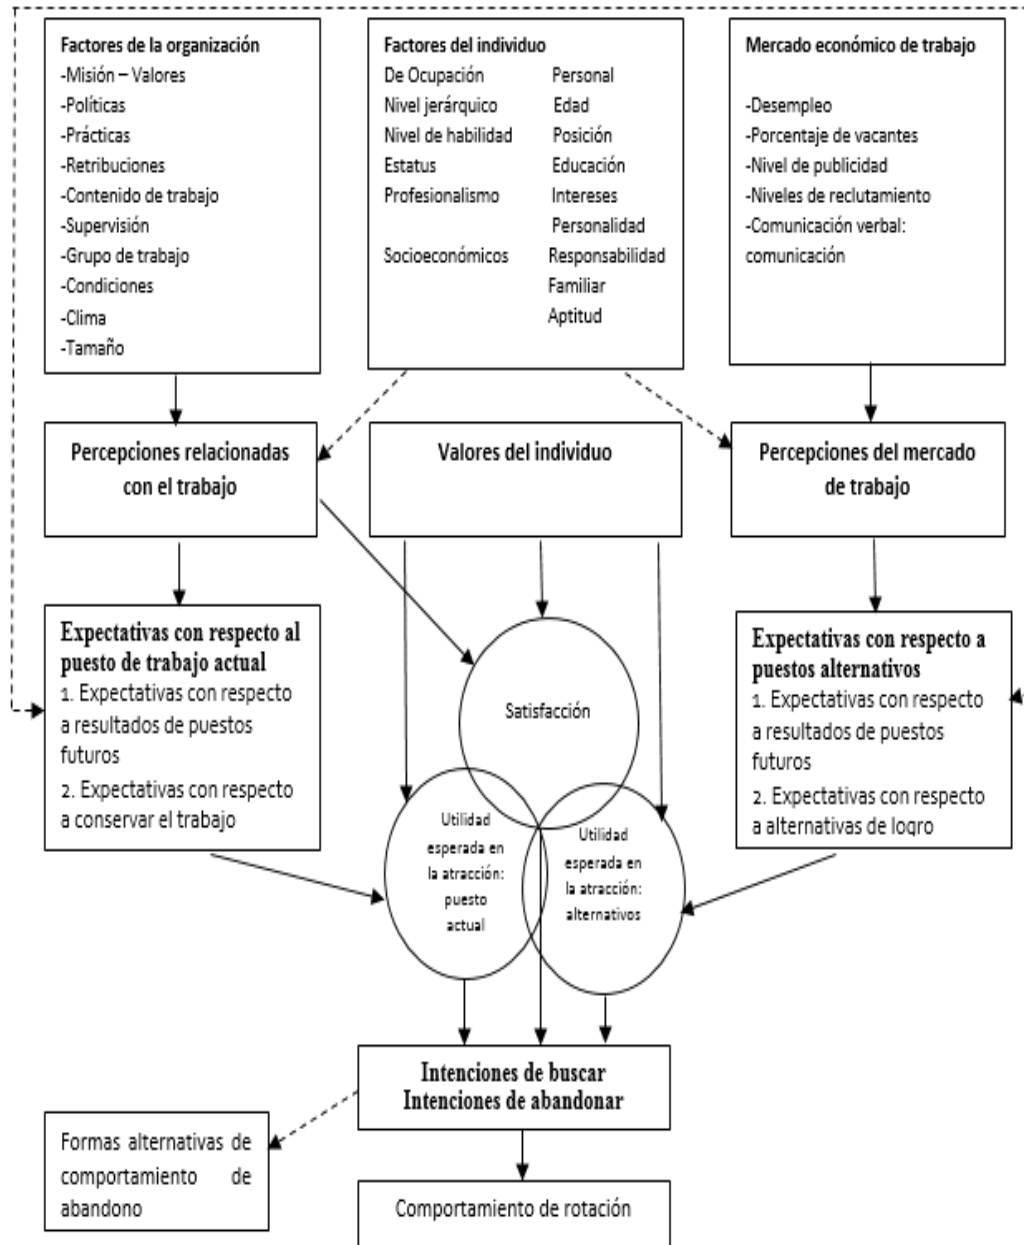 Factores de la organización
-Misión – Valores
-Políticas
-Prácticas
-Retribuciones
-Contenido de trabajo
-Supervisión
-Grupo de trabajo
-Condiciones
-Clima
-Tamaño
Factores del individuo
De Ocupación Personal
Nivel jerárquico Edad
Nivel de habilidad Posición
Estatus Educación
Profesionalismo Intereses
Personalidad
Socioeconómicos Responsabilidad
Familiar
Aptitud
Mercado económico de trabajo
-Desempleo
-Porcentaje de vacantes
-Nivel de publicidad
-Niveles de reclutamiento
-Comunicación verbal:
comunicación
Percepciones relacionadas
con el trabajo
Valores del individuo
Percepciones del mercado
de trabajo
Expectativas con respecto al
puesto de trabajo actual
1. Expectativas con respecto
a resultados de puestos
futuros
2. Expectativas con respecto
a conservar el trabajo
Satisfacción
Utilidad
esperada en
la atracción:
puesto
actual
Utilidad
esperada en
la atracción:
alternativos
Expectativas con respecto a
puestos alternativos
1. Expectativas con respecto
a resultados de puestos
futuros
2. Expectativas con respecto
a alternativas de logro
Intenciones de buscar
Intenciones de abandonar
Formas alternativas de
comportamiento de
abandono
Comportamiento de rotación